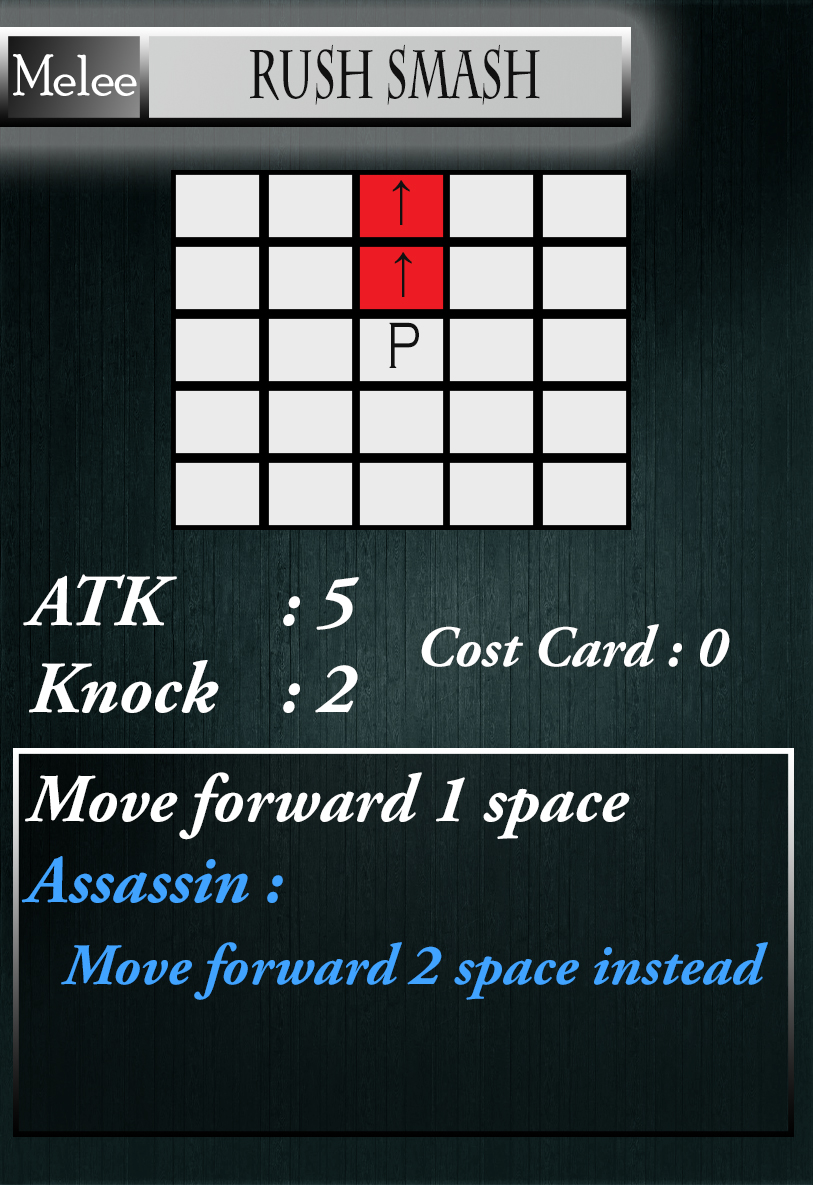 Melee
RUSH SMASH
↑
↑
P
ATK : 5
Knock : 2
Cost Card : 0
Move forward 1 space
Assassin :
Move forward 2 space instead